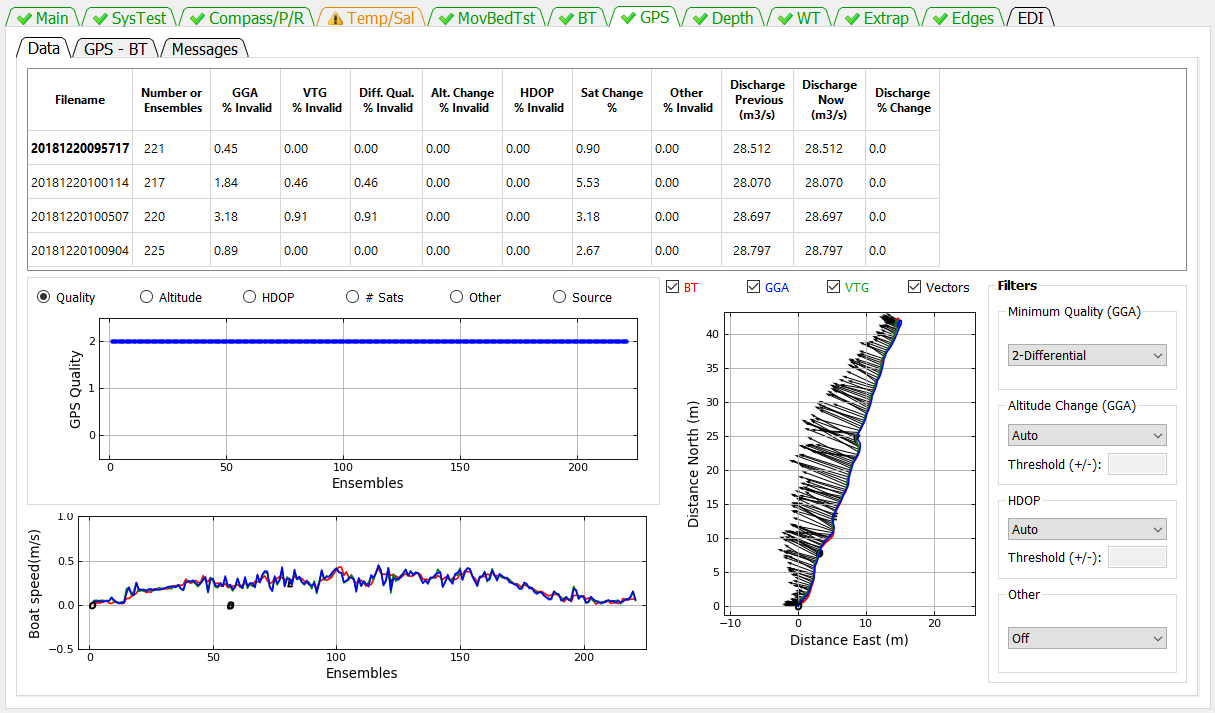 Main SysTest Compass/P/R Temp/Sal MovBedTst BT GPS Depth WT Extrap Edges EDI
Data GPS - BT Messages
Filename Number or Ensembles GGA % Invalid VTG % Invalid Diff. Qual. % Invalid Alt. Change % Invalid HDOP % Invalid Sat Change % Other % Invalid Discharge Previous (m3/s) Discharge Now (m3/s) Discharge % Change
20181220095717 221 0.45 0.00 0.00 0.00 0.00 0.90 0.00 28.512 28.512 0.0
20181220100114 217 1.84 0.46 0.46 0.00 0.00 5.53 0.00 28.070 28.070 0.0
20181220100507 220 3.18 0.91 0.91 0.00 0.00 3.18 0.00 28.697 28.697 0.0
20181220100904 225 0.89 0.00 0.00 0.00 0.00 2.67 0.00 28.797 28.797 0.0
Quality Altitude HDOP # Sats Other Source
GPS Quality
2
1
0
0 50 100 150 200
Ensembles
Boat speed(m/s)
1.0
0.5
0.0
−0.5
0 50 100 150 200
Ensembles
BT GGA VTG Vectors
Distance North (m)
40
35
30
25
20
15
10
5
0
−10 0 10 20
Distance East (m)
Filters
Minimum Quality (GGA)
2-Differential
Altitude Change (GGA)
Auto
Threshold (+/-):
HDOP
Auto
Threshold (+/-):
Other
Off